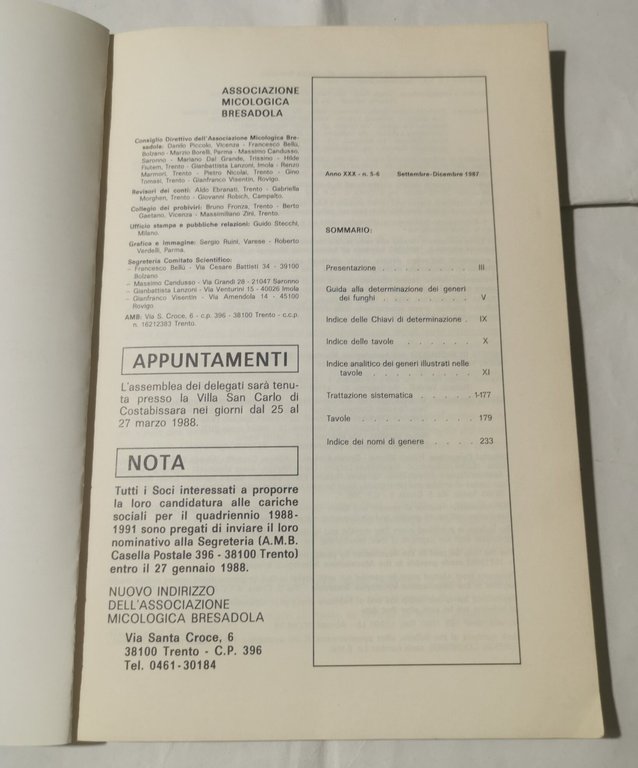 ASSOCIAZIONE
MICOLOGICA
BRESADOLA
Consiglio Direttivo dell'Associazione Micologica Bre-
sadola: Danilo Piccolo, Vicenza - Francesco Bellù,
Bolzano - Marzio Borelli, Parma - Massimo Candusso,
Saronno - Mariano Dal Grande, Trissino - Hilde
Flutem, Trento - Gianbattista Lanzoni, Imola - Renzo
Marmori, Trento - Pietro Nicolai, Trento - Gino
Tomasi, Trento - Gianfranco Visentin, Rovigo.
Revisori dei conti: Aldo Ebranati, Trento - Gabriella
Morghen, Trento - Giovanni Robich, Campalto.
Collegio dei probiviri: Bruno Fronza, Trento - Berto
Gaetano, Vicenza - Massimiliano Zini, Trento.
Ufficio stampa e pubbliche relazioni: Guido Stecchi,
Milano.
Grafica e immagine: Sergio Ruini, Varese - Roberto
Vardelli, Parma.
Segreteria Comitato Scientifico:
– Francesco Bellù - Via Cesare Battisti 34 - 39100
Bolzano
– Massimo Candusso - Via Grandi 28 - 21047 Saronno
– Gianbattista Lanzoni - Via Venturini 15 - 40026 Imola
– Gianfranco Visentin - Via Amendola 14 - 45100
Rovigo
AMB: Via S. Croce, 6 - c.p. 396 - 38100 Trento - c.c.p.
n. 16212383 Trento.
APPUNTAMENTI
L'assemblea dei delegati sarà tenu-
ta presso la Villa San Carlo di
Costabissara nei giorni dal 25 al
27 marzo 1988.
NOTA
Tutti i Soci interessati a proporre
la loro candidatura alle cariche
sociali per il quadriennio 1988-
1991 sono pregati di inviare il loro
nominativo alla Segreteria (A.M.B.
Casella Postale 396 - 38100 Trento)
entro il 27 gennaio 1988.
NUOVO INDIRIZZO
DELL'ASSOCIAZIONE
MICOLOGICA BRESADOLA
Via Santa Croce, 6
38100 Trento - C.P. 396
Tel. 0461-30184
Anno XXX - n. 5-6 Settembre-Dicembre 1987
SOMMARIO:
Presentazione . . . . . . . . III
Guida alla determinazione dei generi
dei funghi . . . . . . . . V
Indice delle Chiavi di determinazione . IX
Indice delle tavole . . . . . . X
Indice analitico dei generi illustrati nelle
tavole . . . . . . . . . XI
Trattazione sistematica . . . . . 1-177
Tavole . . . . . . . . . . 179
Indice dei nomi di genere . . . . 233